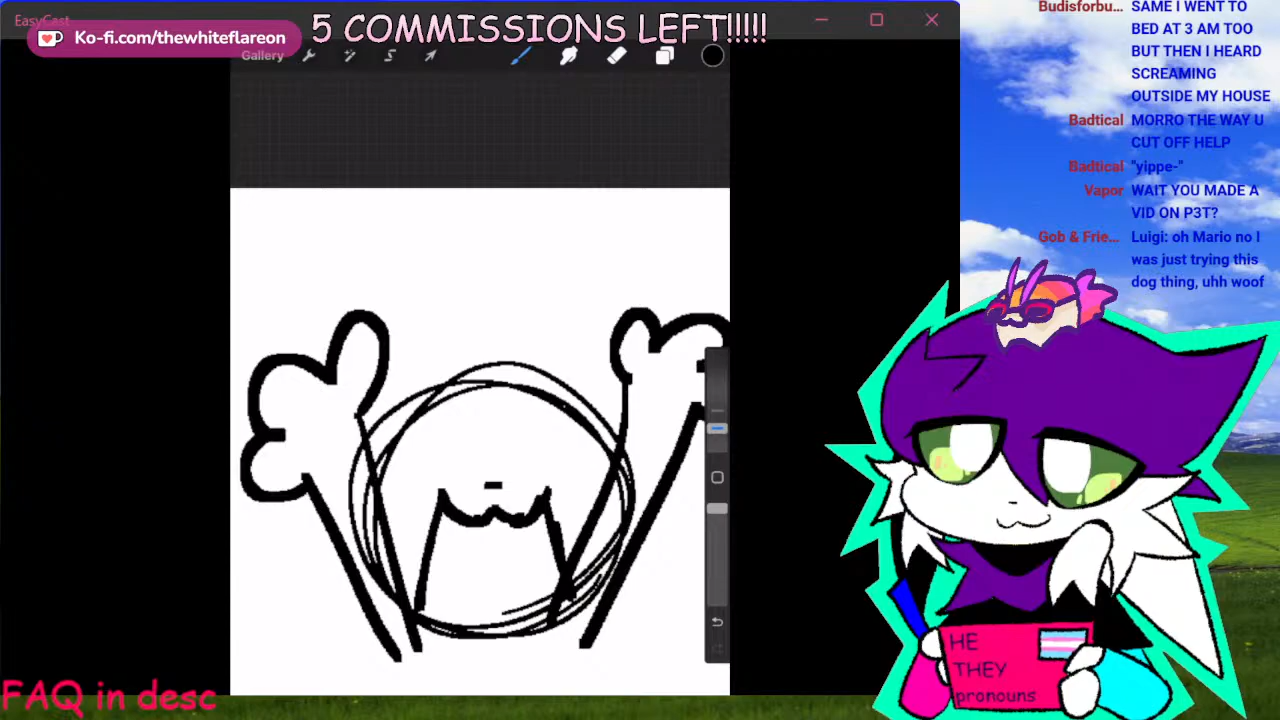 EasyCast
Ko-fi.com/thewhiteflareon
5 COMMISSIONS LEFT!!!!!
Gallery
Budisforbu... SAME I WENT TO
BED AT 3 AM TOO
BUT THEN I HEARD
SCREAMING
OUTSIDE MY HOUSE
Badtical MORRO THE WAY U
CUT OFF HELP
Badtical "yippe-"
Vapor WAIT YOU MADE A
VID ON P3T?
Gob & Frie... Luigi: oh Mario no I
was just trying this
dog thing, uhh woof
HE
THEY
pronouns
FAQ in desc